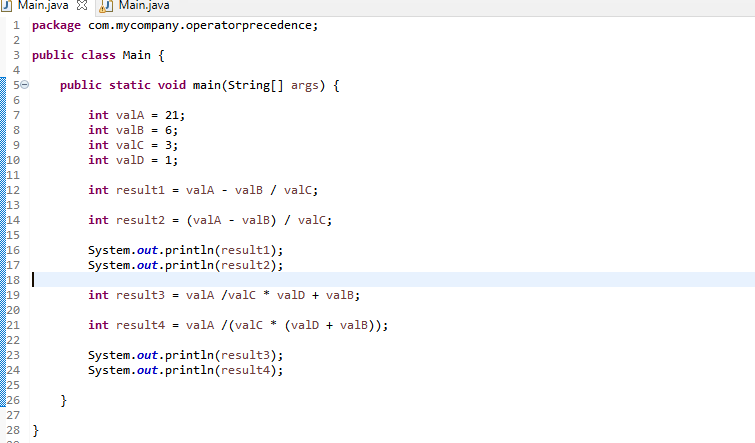 Main.java Main.java
1 package com.mycompany.operatorprecedence;
2
3 public class Main {
4
5 public static void main(String[] args) {
6
7 int valA = 21;
8 int valB = 6;
9 int valC = 3;
10 int valD = 1;
11
12 int result1 = valA - valB / valC;
13
14 int result2 = (valA - valB) / valC;
15
16 System.out.println(result1);
17 System.out.println(result2);
18
19 int result3 = valA /valC * valD + valB;
20
21 int result4 = valA /(valC * (valD + valB));
22
23 System.out.println(result3);
24 System.out.println(result4);
25
26 }
27
28 }